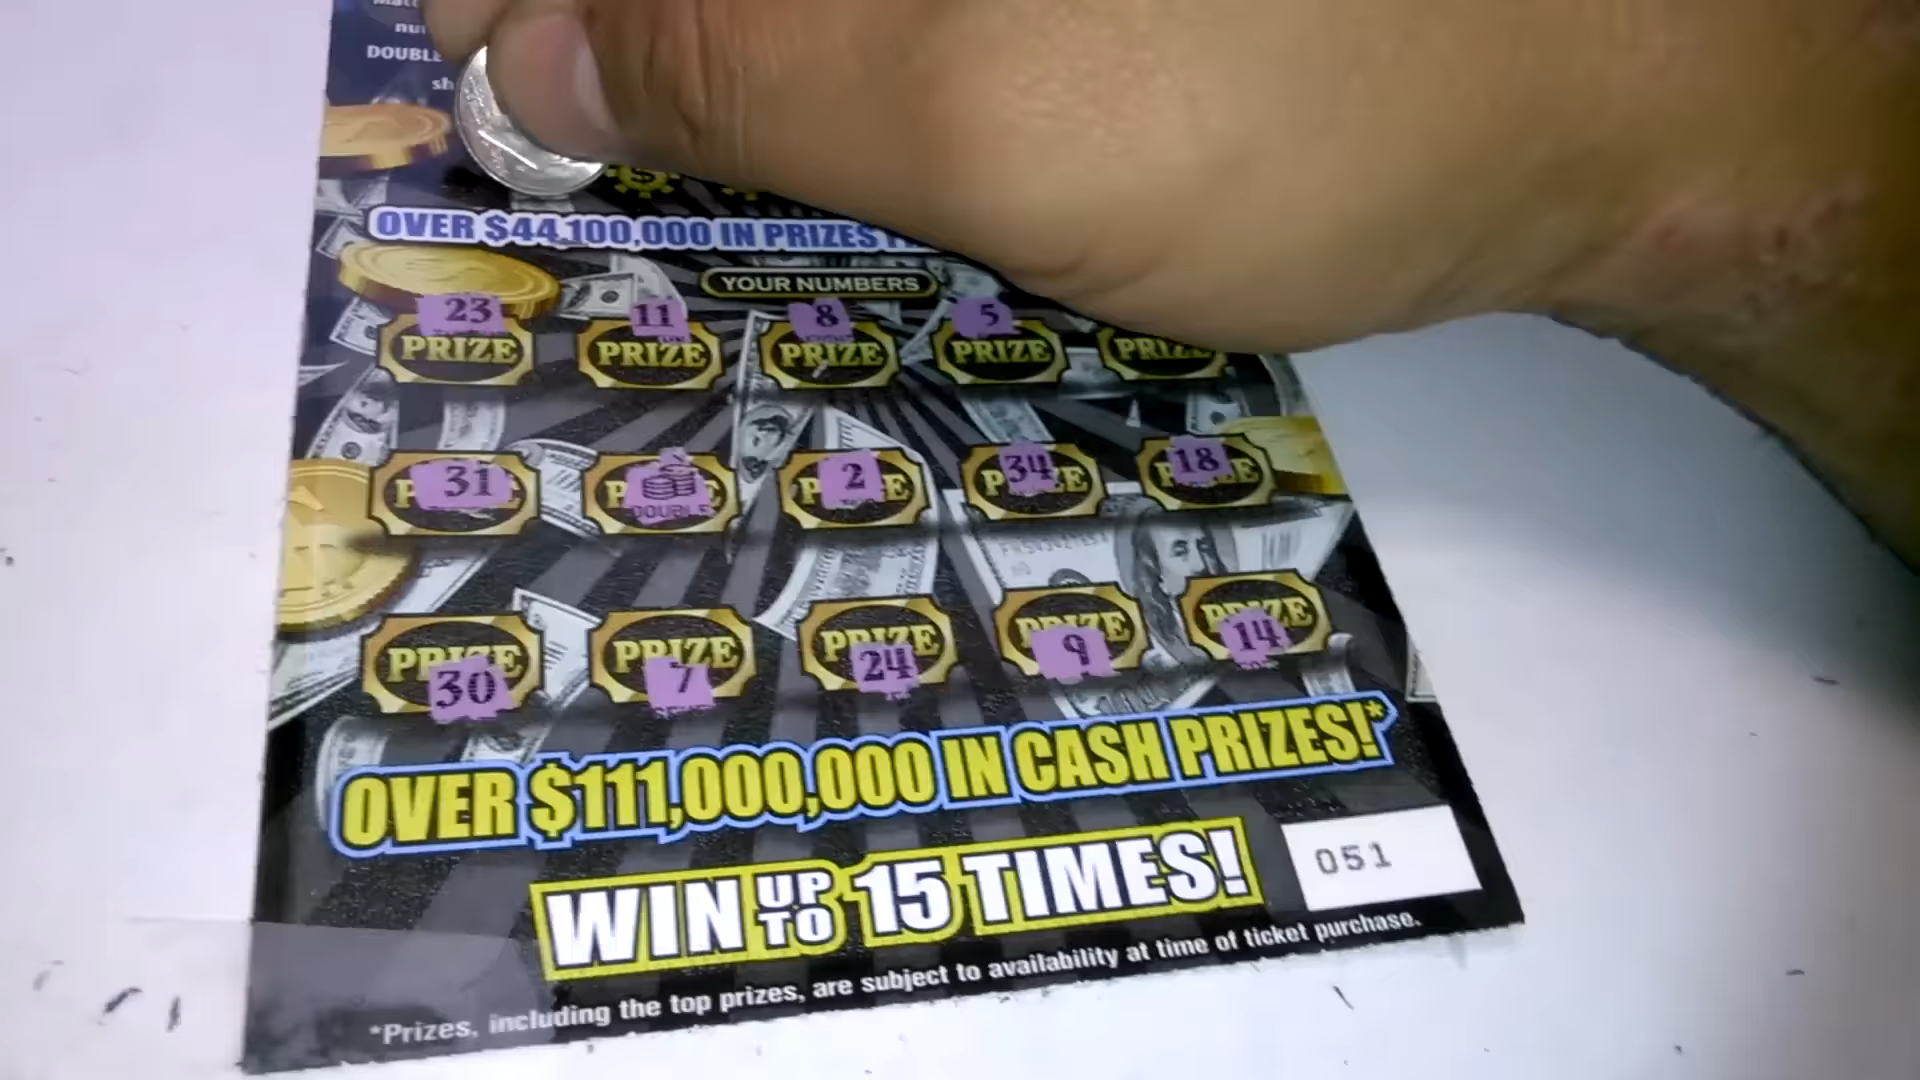 DOUBLE
OVER $44,100,000 IN PRIZES
YOUR NUMBERS
23 11 8 5
PRIZE PRIZE PRIZE PRIZE PRIZE
31 DOUBLE 2 34 18
PRIZE PRIZE PRIZE PRIZE PRIZE
30 7 24 9 14
OVER $111,000,000 IN CASH PRIZES!*
WIN UP TO 15 TIMES!
051
*Prizes, including the top prizes, are subject to availability at time of ticket purchase.